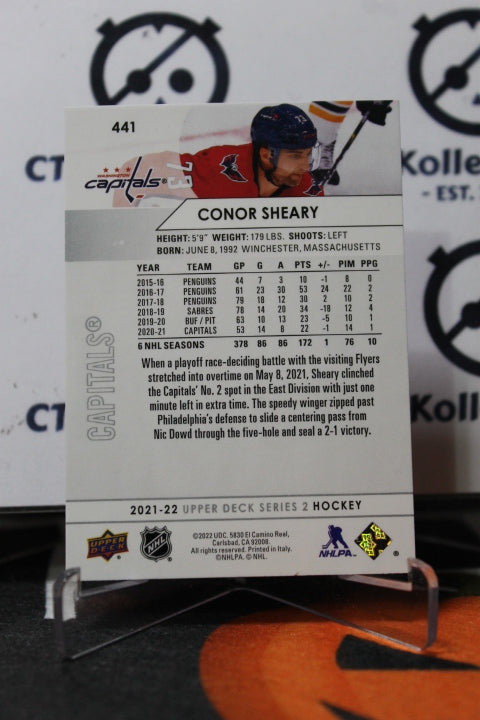 441
WASHINGTON
capitals®
73
CONOR SHEARY
HEIGHT: 5'9" WEIGHT: 179 LBS. SHOOTS: LEFT
BORN: JUNE 8, 1992 WINCHESTER, MASSACHUSETTS
YEAR TEAM GP G A PTS +/- PIM PPG
2015-16 PENGUINS 44 7 3 10 -1 8 0
2016-17 PENGUINS 61 23 30 53 24 22 2
2017-18 PENGUINS 79 18 12 30 2 10 2
2018-19 SABRES 78 14 20 34 -18 12 4
2019-20 BUF / PIT 63 10 13 23 -5 10 1
2020-21 CAPITALS 53 14 8 22 -1 14 1
6 NHL SEASONS 378 86 86 172 1 76 10
CAPITALS®
When a playoff race-deciding battle with the visiting Flyers
stretched into overtime on May 8, 2021, Sheary clinched
the Capitals' No. 2 spot in the East Division with just one
minute left in extra time. The speedy winger zipped past
Philadelphia's defense to slide a centering pass from
Nic Dowd through the five-hole and seal a 2-1 victory.
2021-22 UPPER DECK SERIES 2 HOCKEY
UPPER DECK
NHL
©2022 UDC. 5830 El Camino Real,
Carlsbad, CA 92008.
All rights reserved. Printed in Italy.
©NHLPA. ©NHL.
NHLPA
®
CT
Kolle
- EST.
Koll